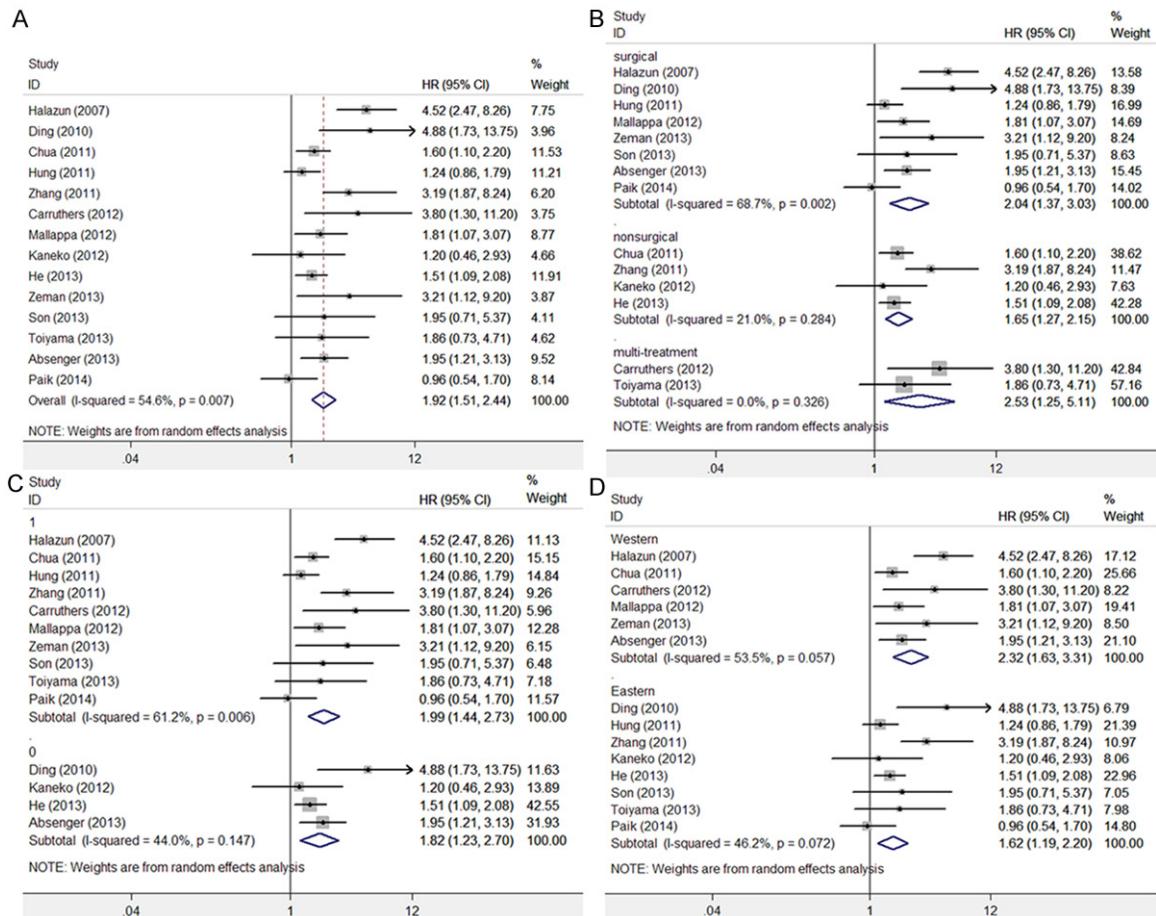 A
Study %
ID HR (95% CI) Weight
Halazun (2007) 4.52 (2.47, 8.26) 7.75
Ding (2010) 4.88 (1.73, 13.75) 3.96
Chua (2011) 1.60 (1.10, 2.20) 11.53
Hung (2011) 1.24 (0.86, 1.79) 11.21
Zhang (2011) 3.19 (1.87, 8.24) 6.20
Carruthers (2012) 3.80 (1.30, 11.20) 3.75
Mallappa (2012) 1.81 (1.07, 3.07) 8.77
Kaneko (2012) 1.20 (0.46, 2.93) 4.66
He (2013) 1.51 (1.09, 2.08) 11.91
Zeman (2013) 3.21 (1.12, 9.20) 3.87
Son (2013) 1.95 (0.71, 5.37) 4.11
Toiyama (2013) 1.86 (0.73, 4.71) 4.62
Absenger (2013) 1.95 (1.21, 3.13) 9.52
Paik (2014) 0.96 (0.54, 1.70) 8.14
Overall (I-squared = 54.6%, p = 0.007) 1.92 (1.51, 2.44) 100.00
NOTE: Weights are from random effects analysis
.04 1 12
B
Study %
ID HR (95% CI) Weight
surgical
Halazun (2007) 4.52 (2.47, 8.26) 13.58
Ding (2010) 4.88 (1.73, 13.75) 8.39
Hung (2011) 1.24 (0.86, 1.79) 16.99
Mallappa (2012) 1.81 (1.07, 3.07) 14.69
Zeman (2013) 3.21 (1.12, 9.20) 8.24
Son (2013) 1.95 (0.71, 5.37) 8.63
Absenger (2013) 1.95 (1.21, 3.13) 15.45
Paik (2014) 0.96 (0.54, 1.70) 14.02
Subtotal (I-squared = 68.7%, p = 0.002) 2.04 (1.37, 3.03) 100.00
.
nonsurgical
Chua (2011) 1.60 (1.10, 2.20) 38.62
Zhang (2011) 3.19 (1.87, 8.24) 11.47
Kaneko (2012) 1.20 (0.46, 2.93) 7.63
He (2013) 1.51 (1.09, 2.08) 42.28
Subtotal (I-squared = 21.0%, p = 0.284) 1.65 (1.27, 2.15) 100.00
.
multi-treatment
Carruthers (2012) 3.80 (1.30, 11.20) 42.84
Toiyama (2013) 1.86 (0.73, 4.71) 57.16
Subtotal (I-squared = 0.0%, p = 0.326) 2.53 (1.25, 5.11) 100.00
.
NOTE: Weights are from random effects analysis
.04 1 12
C
Study %
ID HR (95% CI) Weight
1
Halazun (2007) 4.52 (2.47, 8.26) 11.13
Chua (2011) 1.60 (1.10, 2.20) 15.15
Hung (2011) 1.24 (0.86, 1.79) 14.84
Zhang (2011) 3.19 (1.87, 8.24) 9.26
Carruthers (2012) 3.80 (1.30, 11.20) 5.96
Mallappa (2012) 1.81 (1.07, 3.07) 12.28
Zeman (2013) 3.21 (1.12, 9.20) 6.15
Son (2013) 1.95 (0.71, 5.37) 6.48
Toiyama (2013) 1.86 (0.73, 4.71) 7.18
Paik (2014) 0.96 (0.54, 1.70) 11.57
Subtotal (I-squared = 61.2%, p = 0.006) 1.99 (1.44, 2.73) 100.00
.
0
Ding (2010) 4.88 (1.73, 13.75) 11.63
Kaneko (2012) 1.20 (0.46, 2.93) 13.89
He (2013) 1.51 (1.09, 2.08) 42.55
Absenger (2013) 1.95 (1.21, 3.13) 31.93
Subtotal (I-squared = 44.0%, p = 0.147) 1.82 (1.23, 2.70) 100.00
.
NOTE: Weights are from random effects analysis
.04 1 12
D
Study %
ID HR (95% CI) Weight
Western
Halazun (2007) 4.52 (2.47, 8.26) 17.12
Chua (2011) 1.60 (1.10, 2.20) 25.66
Carruthers (2012) 3.80 (1.30, 11.20) 8.22
Mallappa (2012) 1.81 (1.07, 3.07) 19.41
Zeman (2013) 3.21 (1.12, 9.20) 8.50
Absenger (2013) 1.95 (1.21, 3.13) 21.10
Subtotal (I-squared = 53.5%, p = 0.057) 2.32 (1.63, 3.31) 100.00
.
Eastern
Ding (2010) 4.88 (1.73, 13.75) 6.79
Hung (2011) 1.24 (0.86, 1.79) 21.39
Zhang (2011) 3.19 (1.87, 8.24) 10.97
Kaneko (2012) 1.20 (0.46, 2.93) 8.06
He (2013) 1.51 (1.09, 2.08) 22.96
Son (2013) 1.95 (0.71, 5.37) 7.05
Toiyama (2013) 1.86 (0.73, 4.71) 7.98
Paik (2014) 0.96 (0.54, 1.70) 14.80
Subtotal (I-squared = 46.2%, p = 0.072) 1.62 (1.19, 2.20) 100.00
.
NOTE: Weights are from random effects analysis
.04 1 12